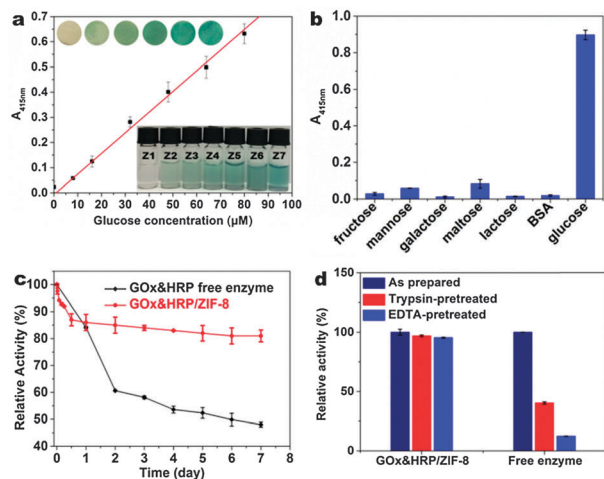 a
0.7
0.6
0.5
0.4
0.3
0.2
0.1
0.0
A415nm
Z1 Z2 Z3 Z4 Z5 Z6 Z7
0 20 40 60 80 100
Glucose concentration (µM)
b
1.0
0.8
0.6
0.4
0.2
0.0
A415nm
fructose
mannose
galactose
maltose
lactose
BSA
glucose
c
GOx&HRP free enzyme
GOx&HRP/ZIF-8
100
90
80
70
60
50
40
Relative Activity (%)
0 1 2 3 4 5 6 7 8
Time (day)
d
As prepared
Trypsin-pretreated
EDTA-pretreated
150
100
50
0
Relative activity (%)
GOx&HRP/ZIF-8 Free enzyme